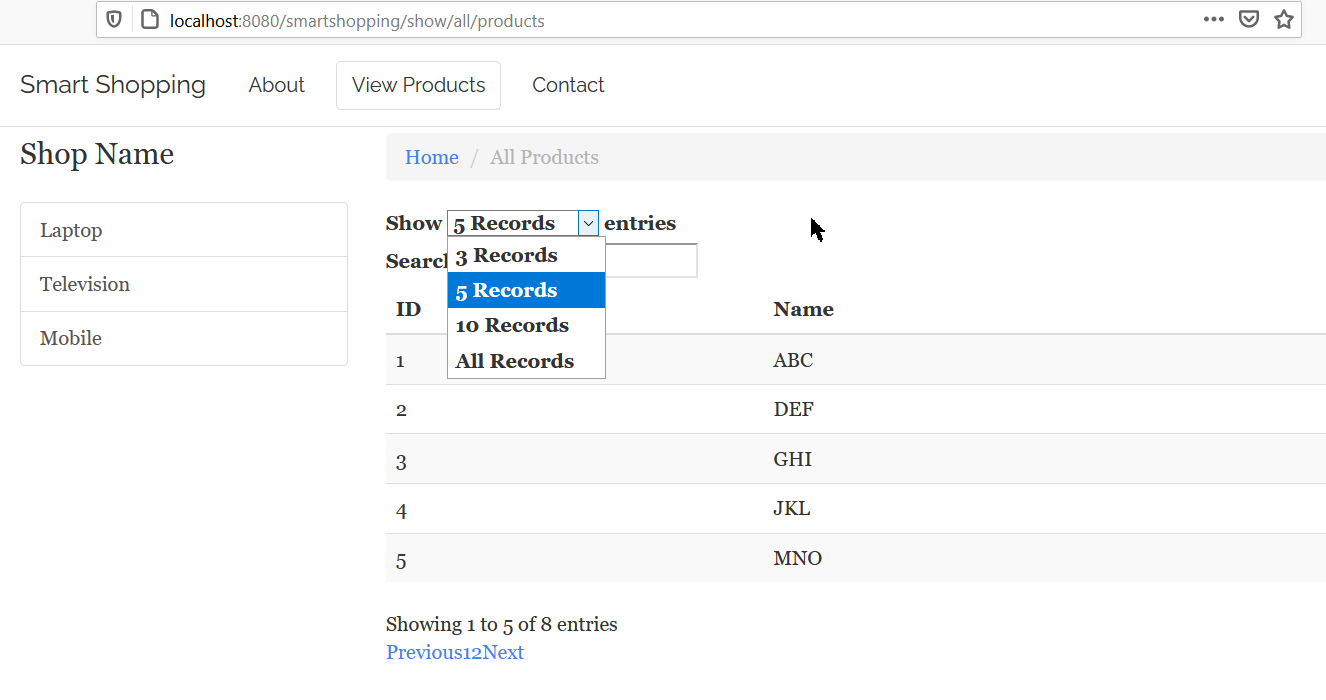 localhost:8080/smartshopping/show/all/products
Smart Shopping About View Products Contact
Shop Name
Laptop
Television
Mobile
Home / All Products
Show 5 Records entries
3 Records
5 Records
10 Records
All Records
ID Name
1 ABC
2 DEF
3 GHI
4 JKL
5 MNO
Showing 1 to 5 of 8 entries
Previous12Next